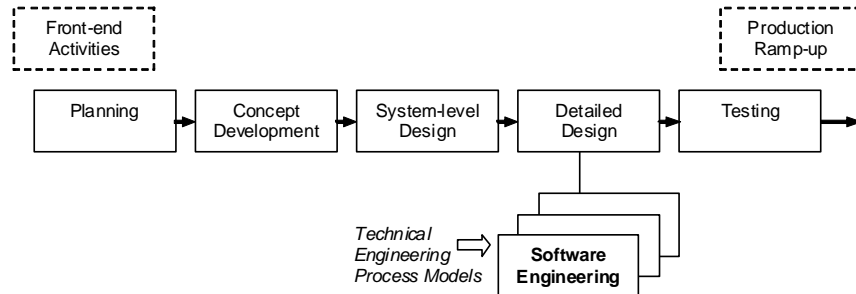 Front-end
Activities
Production
Ramp-up
Planning
Concept
Development
System-level
Design
Detailed
Design
Testing
Technical
Engineering
Process Models
Software
Engineering